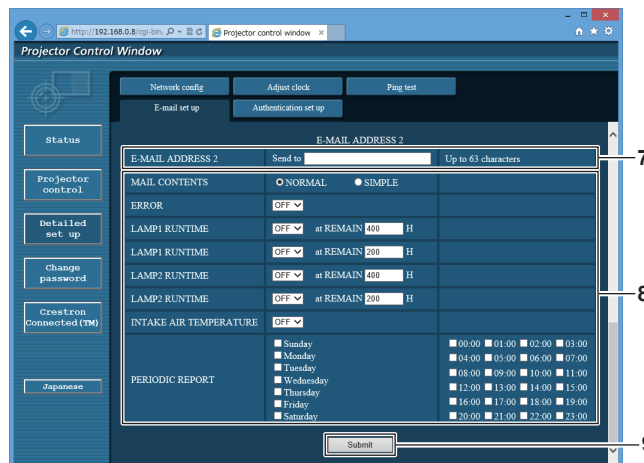 http://192.168.0.8/cgi-bin,
Projector control window
Projector Control Window
Network config Adjust clock Ping test
E-mail set up Authentication set up
Status
Projector control
Detailed set up
Change password
Crestron Connected(TM)
Japanese
E-MAIL ADDRESS 2
E-MAIL ADDRESS 2 Send to Up to 63 characters
MAIL CONTENTS NORMAL SIMPLE
ERROR OFF
LAMP1 RUNTIME OFF at REMAIN 400 H
LAMP1 RUNTIME OFF at REMAIN 200 H
LAMP2 RUNTIME OFF at REMAIN 400 H
LAMP2 RUNTIME OFF at REMAIN 200 H
INTAKE AIR TEMPERATURE OFF
PERIODIC REPORT
Sunday
Monday
Tuesday
Wednesday
Thursday
Friday
Saturday
00:00 01:00 02:00 03:00
04:00 05:00 06:00 07:00
08:00 09:00 10:00 11:00
12:00 13:00 14:00 15:00
16:00 17:00 18:00 19:00
20:00 21:00 22:00 23:00
Submit
7
8
9